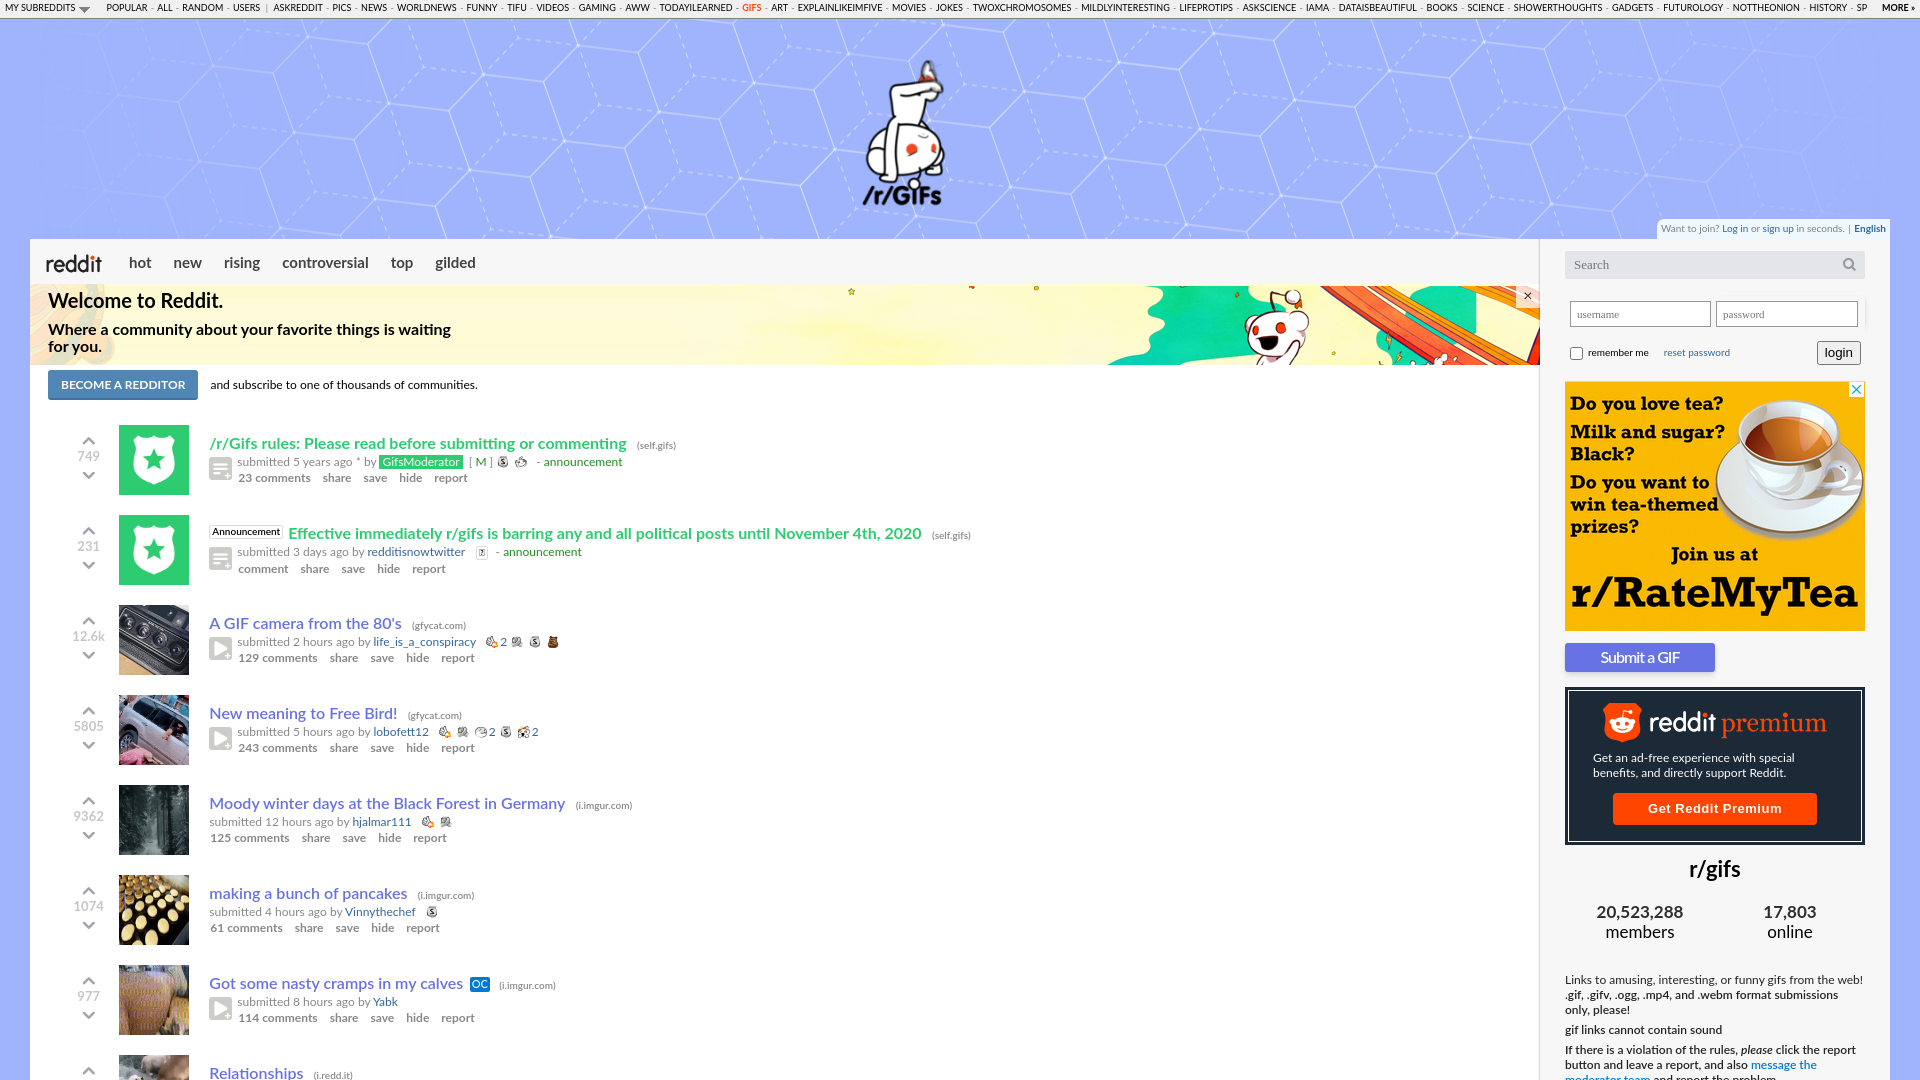 MY SUBREDDITS POPULAR - ALL - RANDOM - USERS | ASKREDDIT - PICS - NEWS - WORLDNEWS - FUNNY - TIFU - VIDEOS - GAMING - AWW - TODAYILEARNED - GIFS - ART - EXPLAINLIKEIMFIVE - MOVIES - JOKES - TWOXCHROMOSOMES - MILDLYINTERESTING - LIFEPROTIPS - ASKSCIENCE - IAMA - DATAISBEAUTIFUL - BOOKS - SCIENCE - SHOWERTHOUGHTS - GADGETS - FUTUROLOGY - NOTTHEONION - HISTORY - SP MORE »
/r/GIFs
Want to join? Log in or sign up in seconds. | English
reddit hot new rising controversial top gilded
Welcome to Reddit.
Where a community about your favorite things is waiting
for you.
×
BECOME A REDDITOR and subscribe to one of thousands of communities.
749
/r/Gifs rules: Please read before submitting or commenting (self.gifs)
submitted 5 years ago * by GifsModerator [ M ] - announcement
23 comments share save hide report
231
Announcement Effective immediately r/gifs is barring any and all political posts until November 4th, 2020 (self.gifs)
submitted 3 days ago by redditisnowtwitter - announcement
comment share save hide report
12.6k
A GIF camera from the 80's (gfycat.com)
submitted 2 hours ago by life_is_a_conspiracy 2
129 comments share save hide report
5805
New meaning to Free Bird! (gfycat.com)
submitted 5 hours ago by lobofett12 2 2
243 comments share save hide report
9362
Moody winter days at the Black Forest in Germany (i.imgur.com)
submitted 12 hours ago by hjalmar111
125 comments share save hide report
1074
making a bunch of pancakes (i.imgur.com)
submitted 4 hours ago by Vinnythechef
61 comments share save hide report
977
Got some nasty cramps in my calves OC (i.imgur.com)
submitted 8 hours ago by Yabk
114 comments share save hide report
Relationships (i.redd.it)
Search
username password
remember me reset password login
Do you love tea?
Milk and sugar?
Black?
Do you want to
win tea-themed
prizes?
Join us at
r/RateMyTea
Submit a GIF
reddit premium
Get an ad-free experience with special
benefits, and directly support Reddit.
Get Reddit Premium
r/gifs
20,523,288 17,803
members online
Links to amusing, interesting, or funny gifs from the web!
.gif, .gifv, .ogg, .mp4, and .webm format submissions
only, please!
gif links cannot contain sound
If there is a violation of the rules, please click the report
button and leave a report, and also message the
moderator team and report the problem.